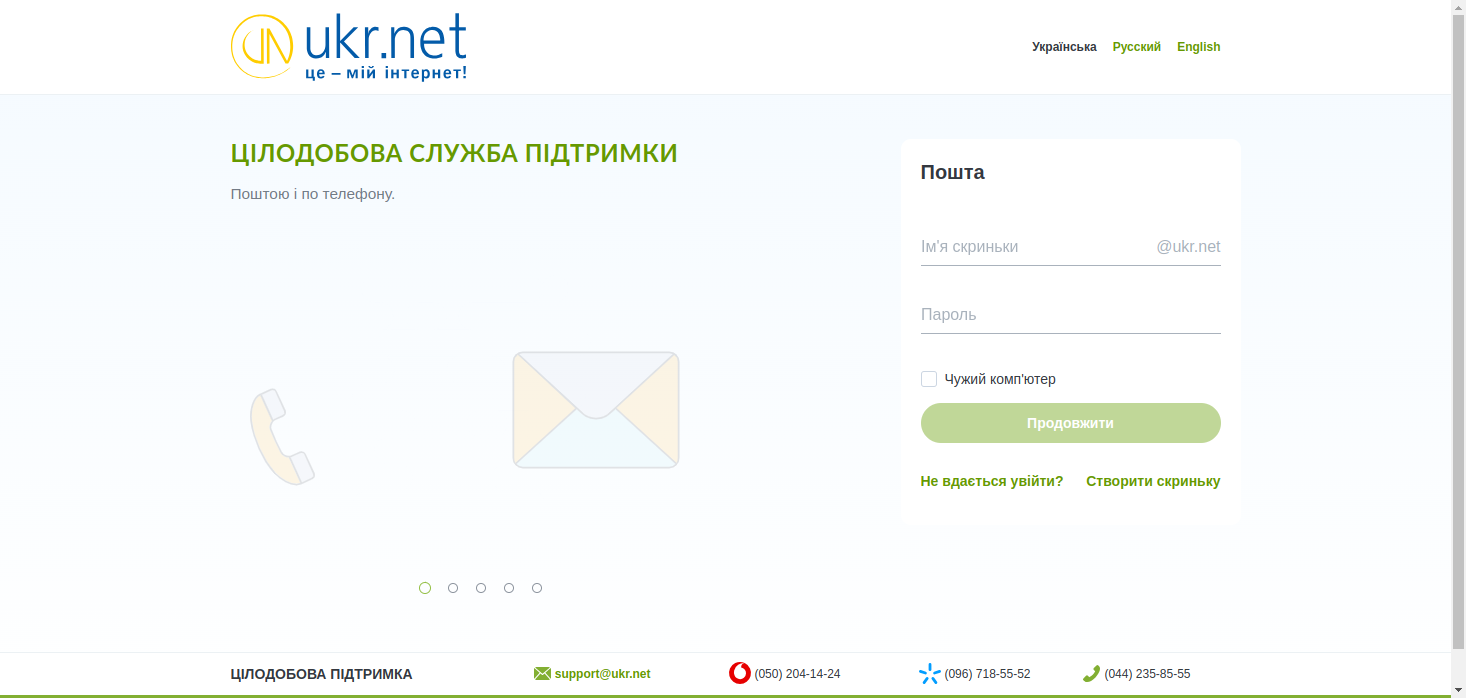 ukr.net
це – мій інтернет!
Українська Русский English
ЦІЛОДОБОВА СЛУЖБА ПІДТРИМКИ
Поштою і по телефону.
Пошта
Ім'я скриньки @ukr.net
Пароль
Чужий комп'ютер
Продовжити
Не вдається увійти? Створити скриньку
ЦІЛОДОБОВА ПІДТРИМКА support@ukr.net (050) 204-14-24 (096) 718-55-52 (044) 235-85-55